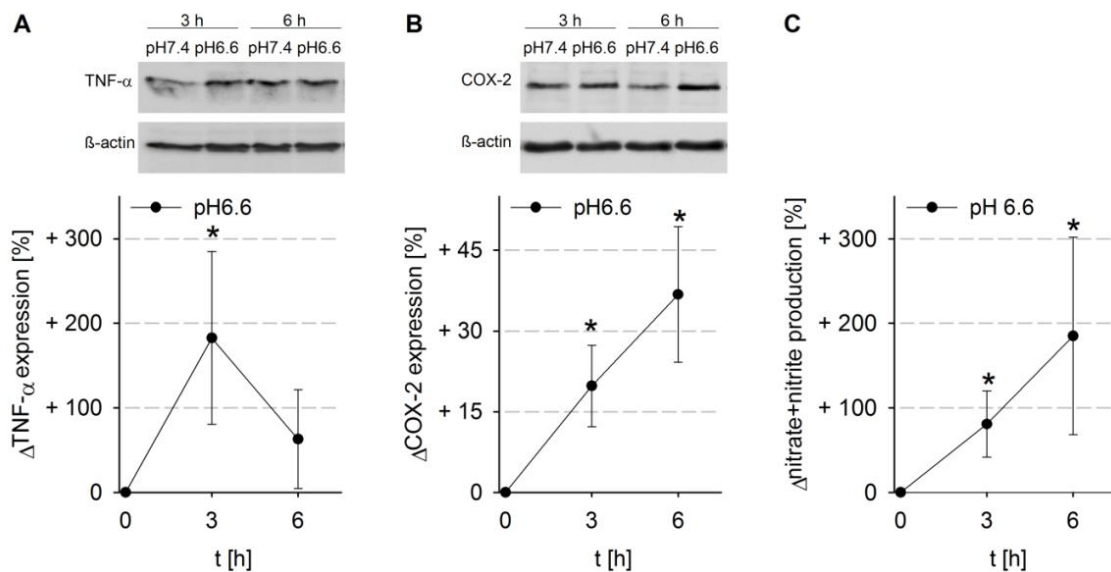 A
3 h 6 h
pH7.4 pH6.6 pH7.4 pH6.6
TNF-α
ß-actin
pH6.6
ΔTNF-α expression [%]
+ 300
+ 200
+ 100
0
*
0 3 6
t [h]
B
3 h 6 h
pH7.4 pH6.6 pH7.4 pH6.6
COX-2
ß-actin
pH6.6
ΔCOX-2 expression [%]
+ 45
+ 30
+ 15
0
*
*
0 3 6
t [h]
C
pH 6.6
Δnitrate+nitrite production [%]
+ 300
+ 200
+ 100
0
*
*
0 3 6
t [h]